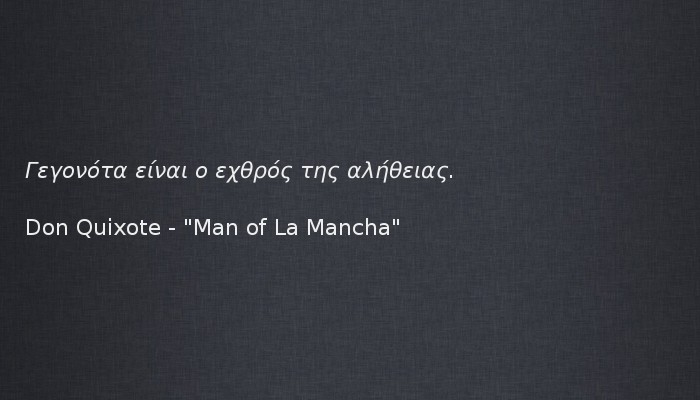 Γεγονότα είναι ο εχθρός της αλήθειας.
Don Quixote - "Man of La Mancha"